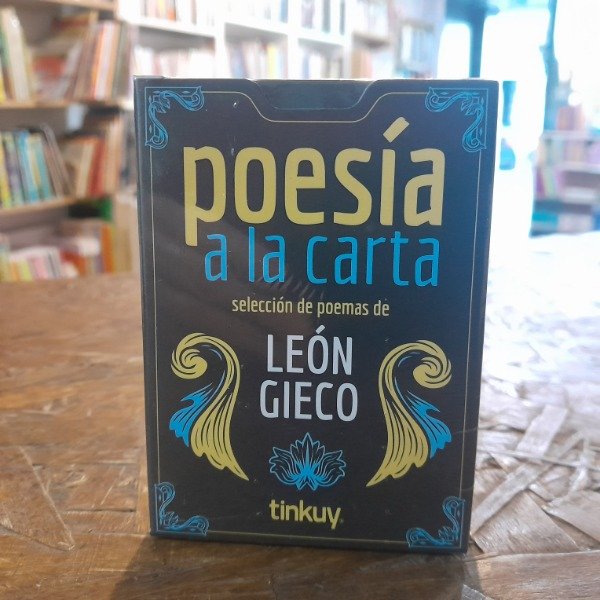 poesía
a la carta
selección de poemas de
LEÓN
GIECO
tinkuy